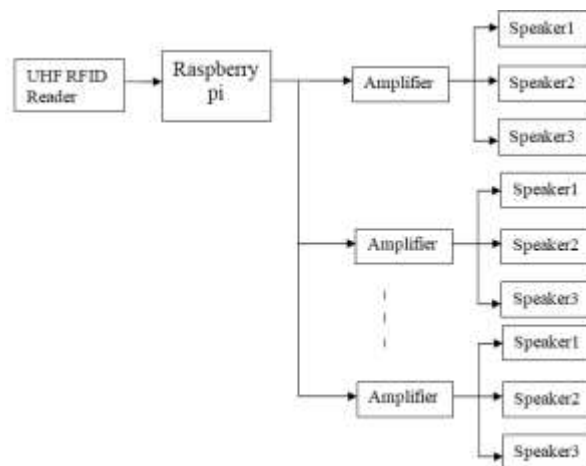 UHF RFID
Reader
Raspberry
pi
Amplifier
Speaker1
Speaker2
Speaker3
Amplifier
Speaker1
Speaker2
Speaker3
Amplifier
Speaker1
Speaker2
Speaker3